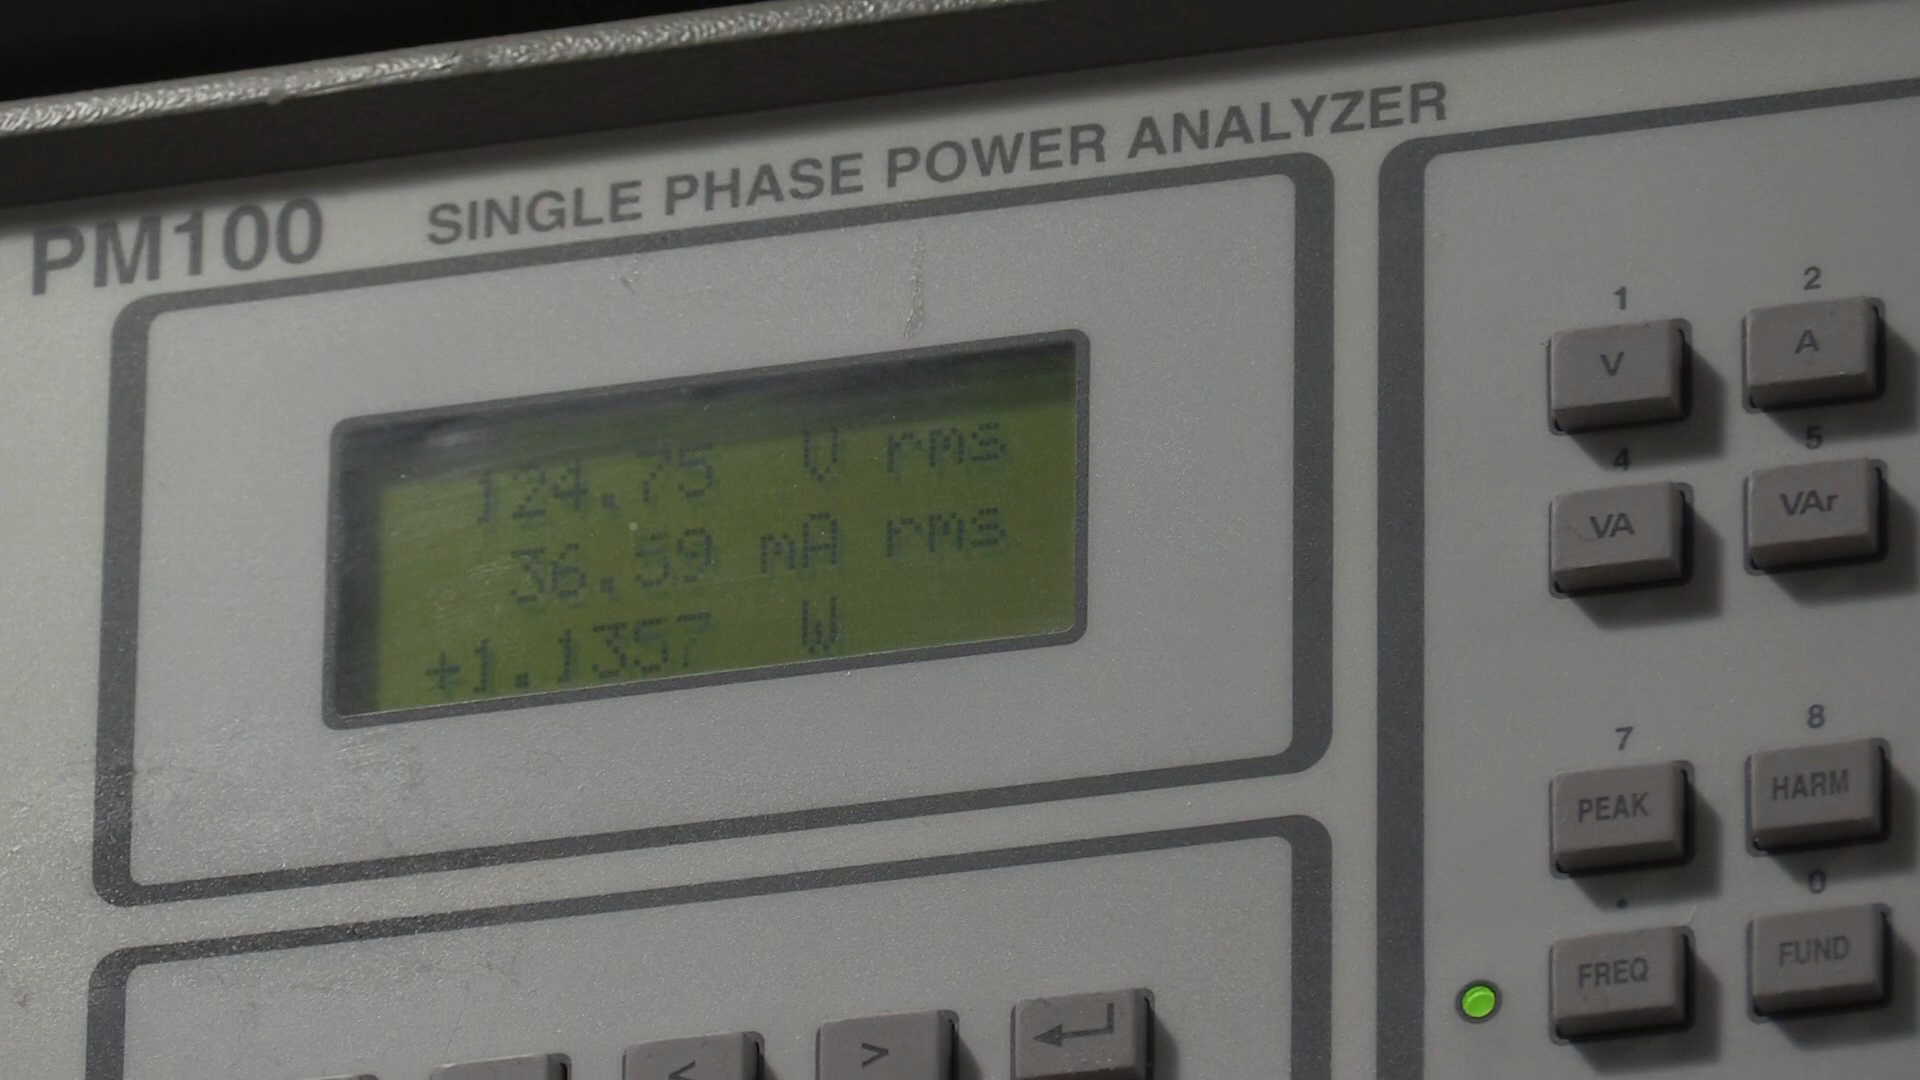 PM100 SINGLE PHASE POWER ANALYZER
124.75 V rms
36.59 mA rms
+1.1357 W
1 2
V A
4 5
VA VAr
7 8
PEAK HARM
. 0
FREQ FUND
< >